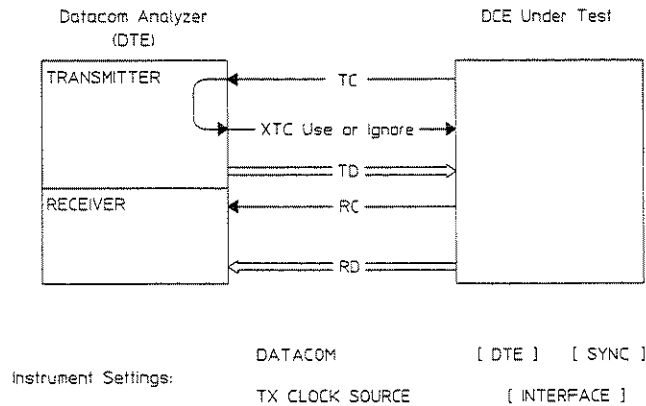 Datacom Analyzer
(DTE)
DCE Under Test
TRANSMITTER
TC
XTC Use or Ignore
TD
RECEIVER
RC
RD
DATACOM [ DTE ] [ SYNC ]
Instrument Settings:
TX CLOCK SOURCE [ INTERFACE ]